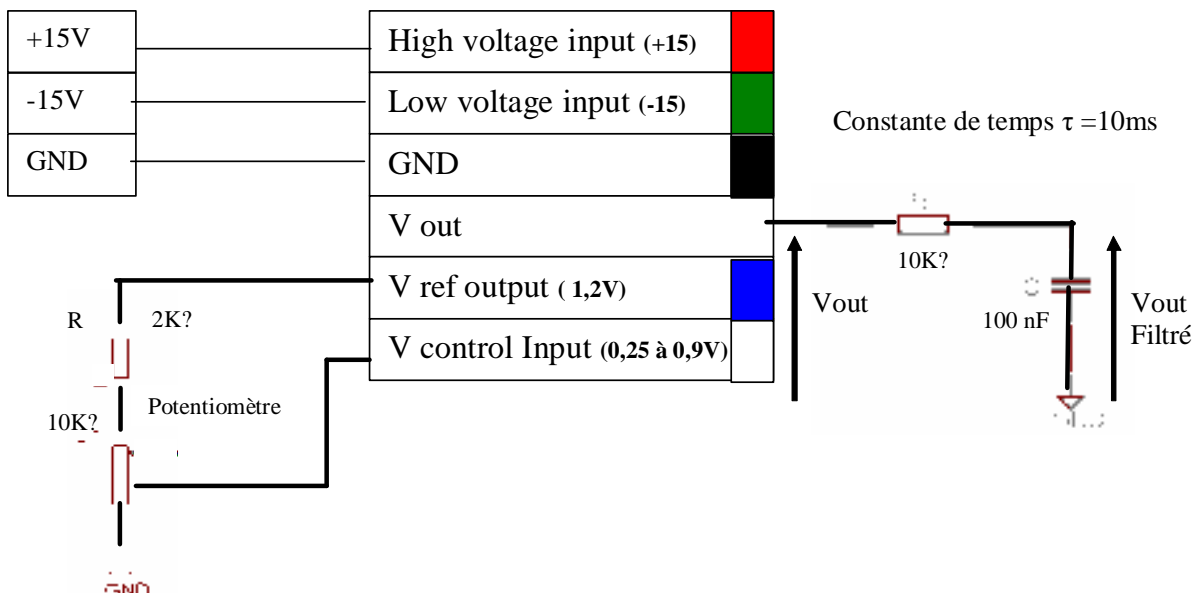 +15V
-15V
GND
High voltage input (+15)
Low voltage input (-15)
GND
V out
V ref output ( 1,2V)
V control Input (0,25 à 0,9V)
Constante de temps τ =10ms
10K?
Vout
100 nF
Vout
Filtré
R
2K?
Potentiomètre
10K?
GND